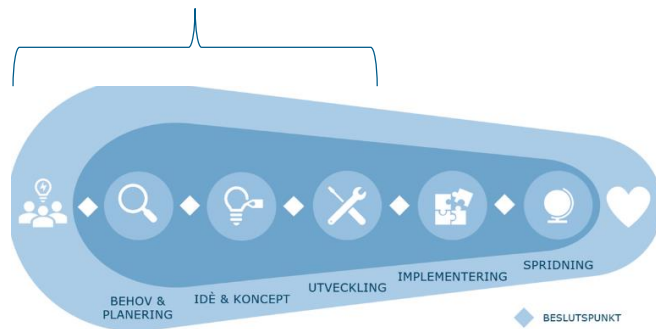 BEHOV &
PLANERING
IDÈ & KONCEPT
UTVECKLING
IMPLEMENTERING
SPRIDNING
BESLUTSPUNKT